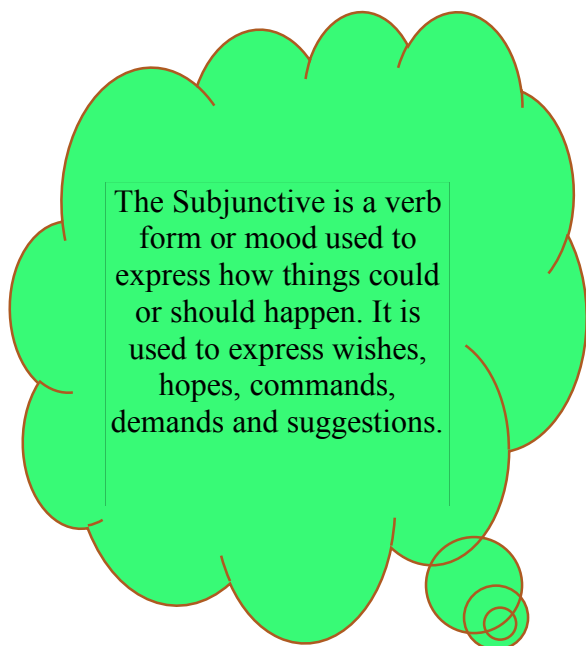 The Subjunctive is a verb
form or mood used to
express how things could
or should happen. It is
used to express wishes,
hopes, commands,
demands and suggestions.